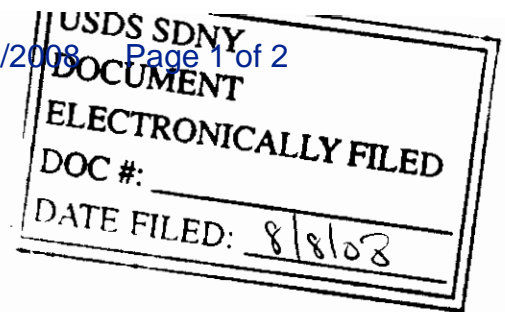 /2008 Page 1 of 2
USDS SDNY
DOCUMENT
ELECTRONICALLY FILED
DOC #:
DATE FILED: 8/8/08